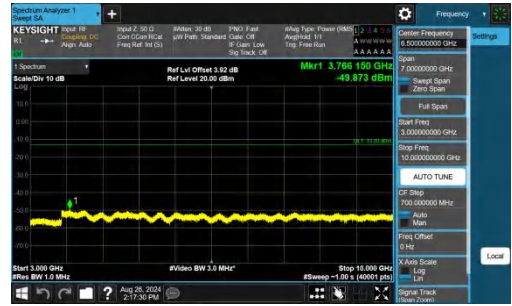 Spectrum Analyzer 1
Swept SA
Frequency
KEYSIGHT
Input: RF
Coupling: DC
Align: Auto
Input Z: 50 Ω
Corr CCorr RCal
Freq Ref: Int (S)
#Atten: 30 dB
µW Path: Standard
PNO: Fast
Gate: Off
IF Gain: Low
Sig Track: Off
#Avg Type: Power (RMS)
Avg|Hold: 1/1
Trig: Free Run
1 2 3 4 5 6
A W W W W W
A A A A A A
1 Spectrum
Scale/Div 10 dB
Log
Ref Lvl Offset 3.92 dB
Ref Level 20.00 dBm
Mkr1 3.766 150 GHz
-49.873 dBm
10.0
0.00
-10.0
-20.0
-30.0
-40.0
-50.0
-60.0
-70.0
1
Start 3.000 GHz
#Res BW 1.0 MHz
#Video BW 3.0 MHz*
Stop 10.000 GHz
#Sweep ~1.00 s (40001 pts)
Aug 28, 2024
2:17:30 PM
Center Frequency
6.500000000 GHz
Settings
Span
7.00000000 GHz
Swept Span
Zero Span
Full Span
Start Freq
3.000000000 GHz
Stop Freq
10.000000000 GHz
AUTO TUNE
CF Step
700.000000 MHz
Auto
Man
Freq Offset
0 Hz
X Axis Scale
Log
Lin
Signal Track
(Span Zoom)
Local